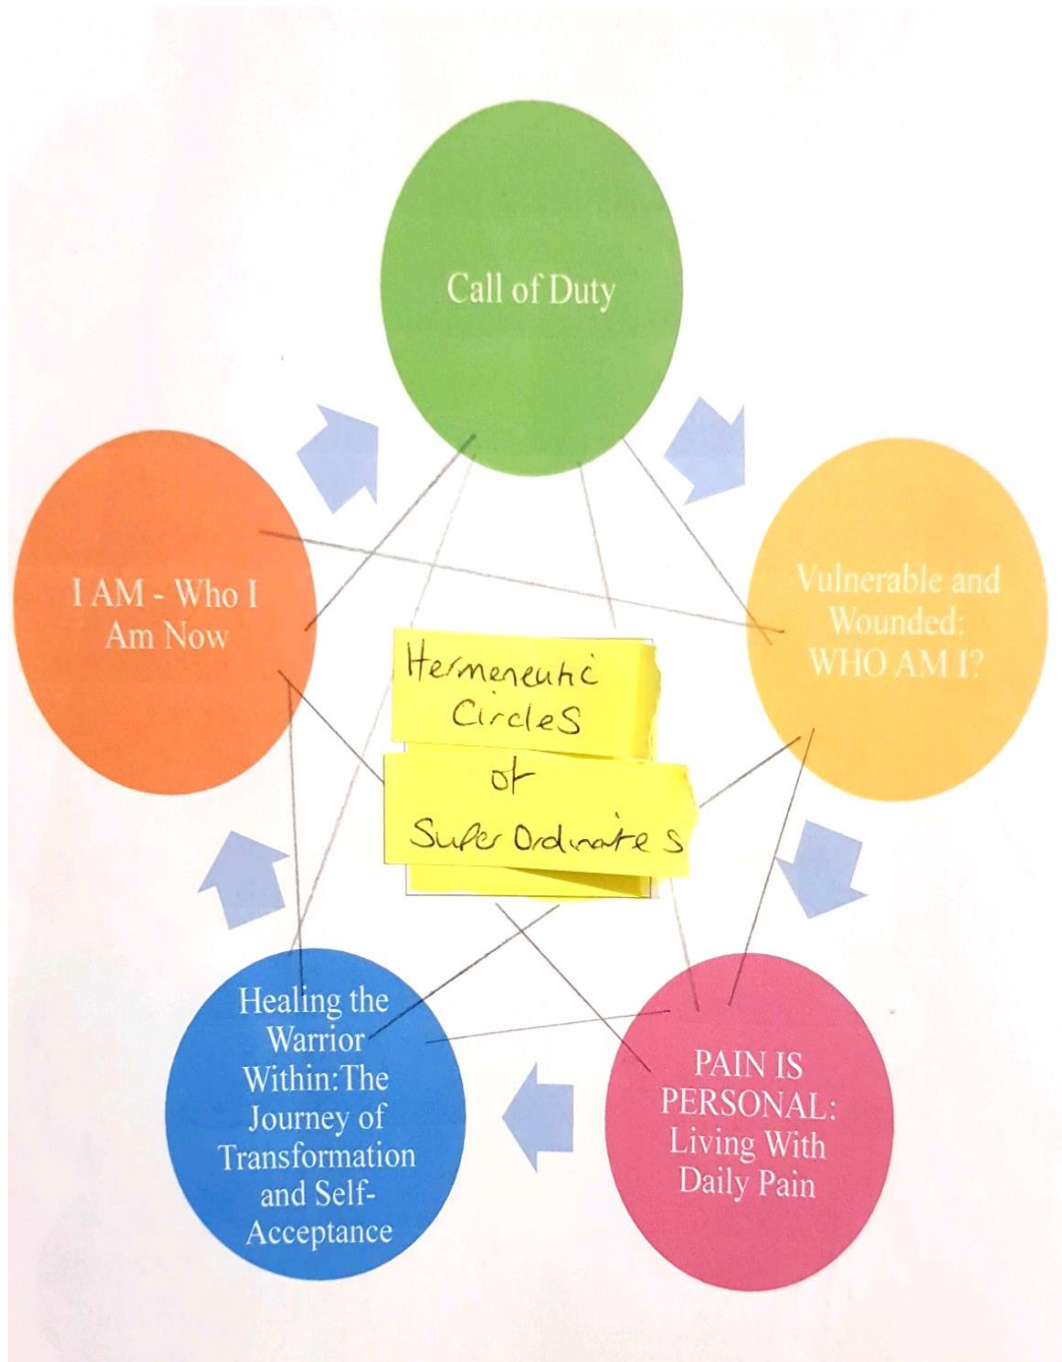 Call of Duty
I AM - Who I
Am Now
Vulnerable and
Wounded:
WHO AM I?
Hermeneutic
Circles
of
Super Ordinates
Healing the
Warrior
Within:The
Journey of
Transformation
and Self-
Acceptance
PAIN IS
PERSONAL:
Living With
Daily Pain